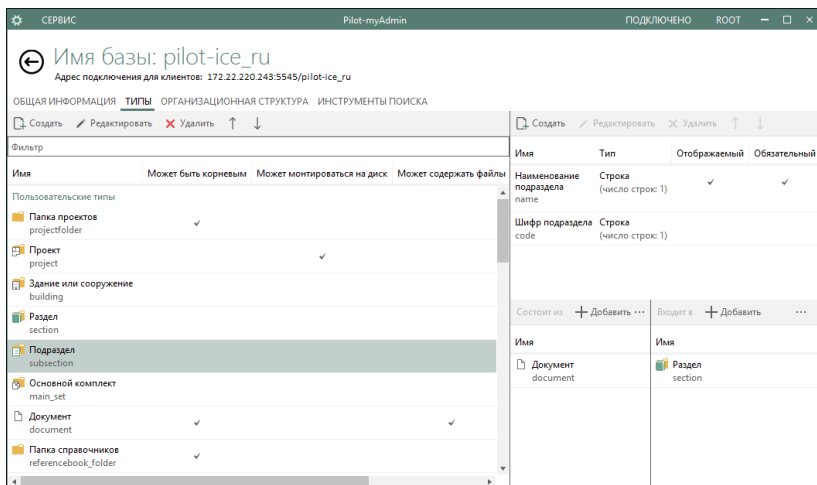 СЕРВИС Pilot-myAdmin ПОДКЛЮЧЕНО ROOT
Имя базы: pilot-ice_ru
Адрес подключения для клиентов: 172.22.220.243:5545/pilot-ice_ru
ОБЩАЯ ИНФОРМАЦИЯ ТИПЫ ОРГАНИЗАЦИОННАЯ СТРУКТУРА ИНСТРУМЕНТЫ ПОИСКА
Создать Редактировать Удалить
Фильтр
Имя Может быть корневым Может монтироваться на диск Может содержать файлы
Пользовательские типы
Папка проектов
projectfolder
Проект
project
Здание или сооружение
building
Раздел
section
Подраздел
subsection
Основной комплект
main_set
Документ
document
Папка справочников
referencebook_folder
Создать Редактировать Удалить
Имя Тип Отображаемый Обязательный
Наименование Строка
подраздела (число строк: 1)
name
Шифр подраздела Строка
code (число строк: 1)
Состоит из Добавить ...
Имя
Документ
document
Входит в Добавить ...
Имя
Раздел
section